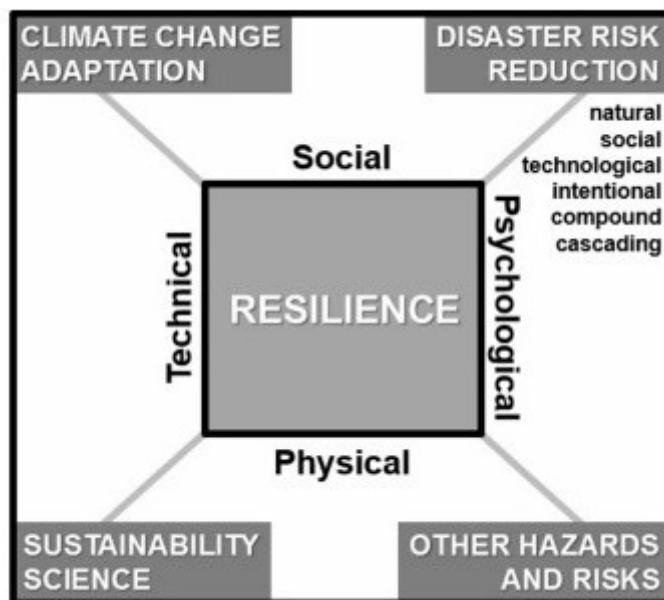 CLIMATE CHANGE
ADAPTATION
DISASTER RISK
REDUCTION
natural
social
technological
intentional
compound
cascading
Social
Technical
Psychological
RESILIENCE
Physical
SUSTAINABILITY
SCIENCE
OTHER HAZARDS
AND RISKS